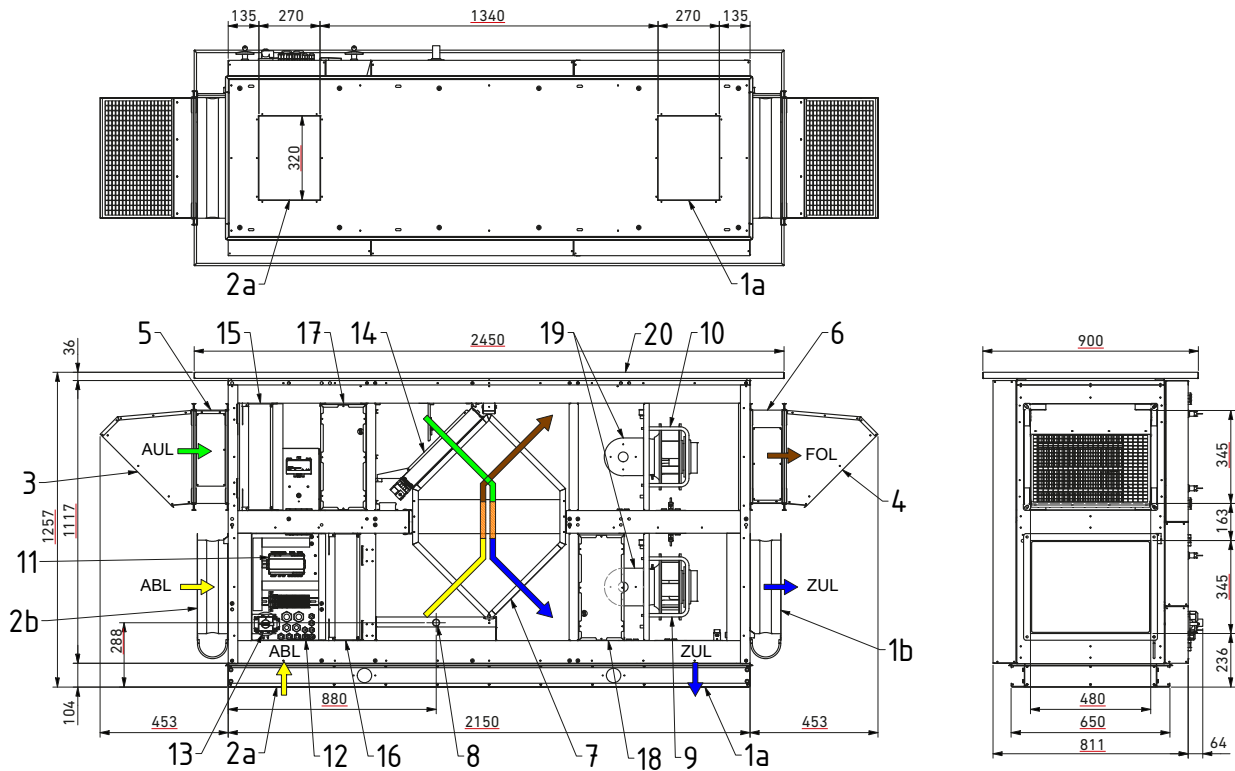 135 270 1340 270 135
320
2a 1a
5 15 17 14 19 20 10 6
2450
900
36
AUL FOL
3 4
345
1257 1117
163
11
ABL ZUL
2b 1b
345
288
ABL ZUL
236
104
880
453 2150 453
480
650
811 64
13 2a 12 16 8 7 18 9 1a